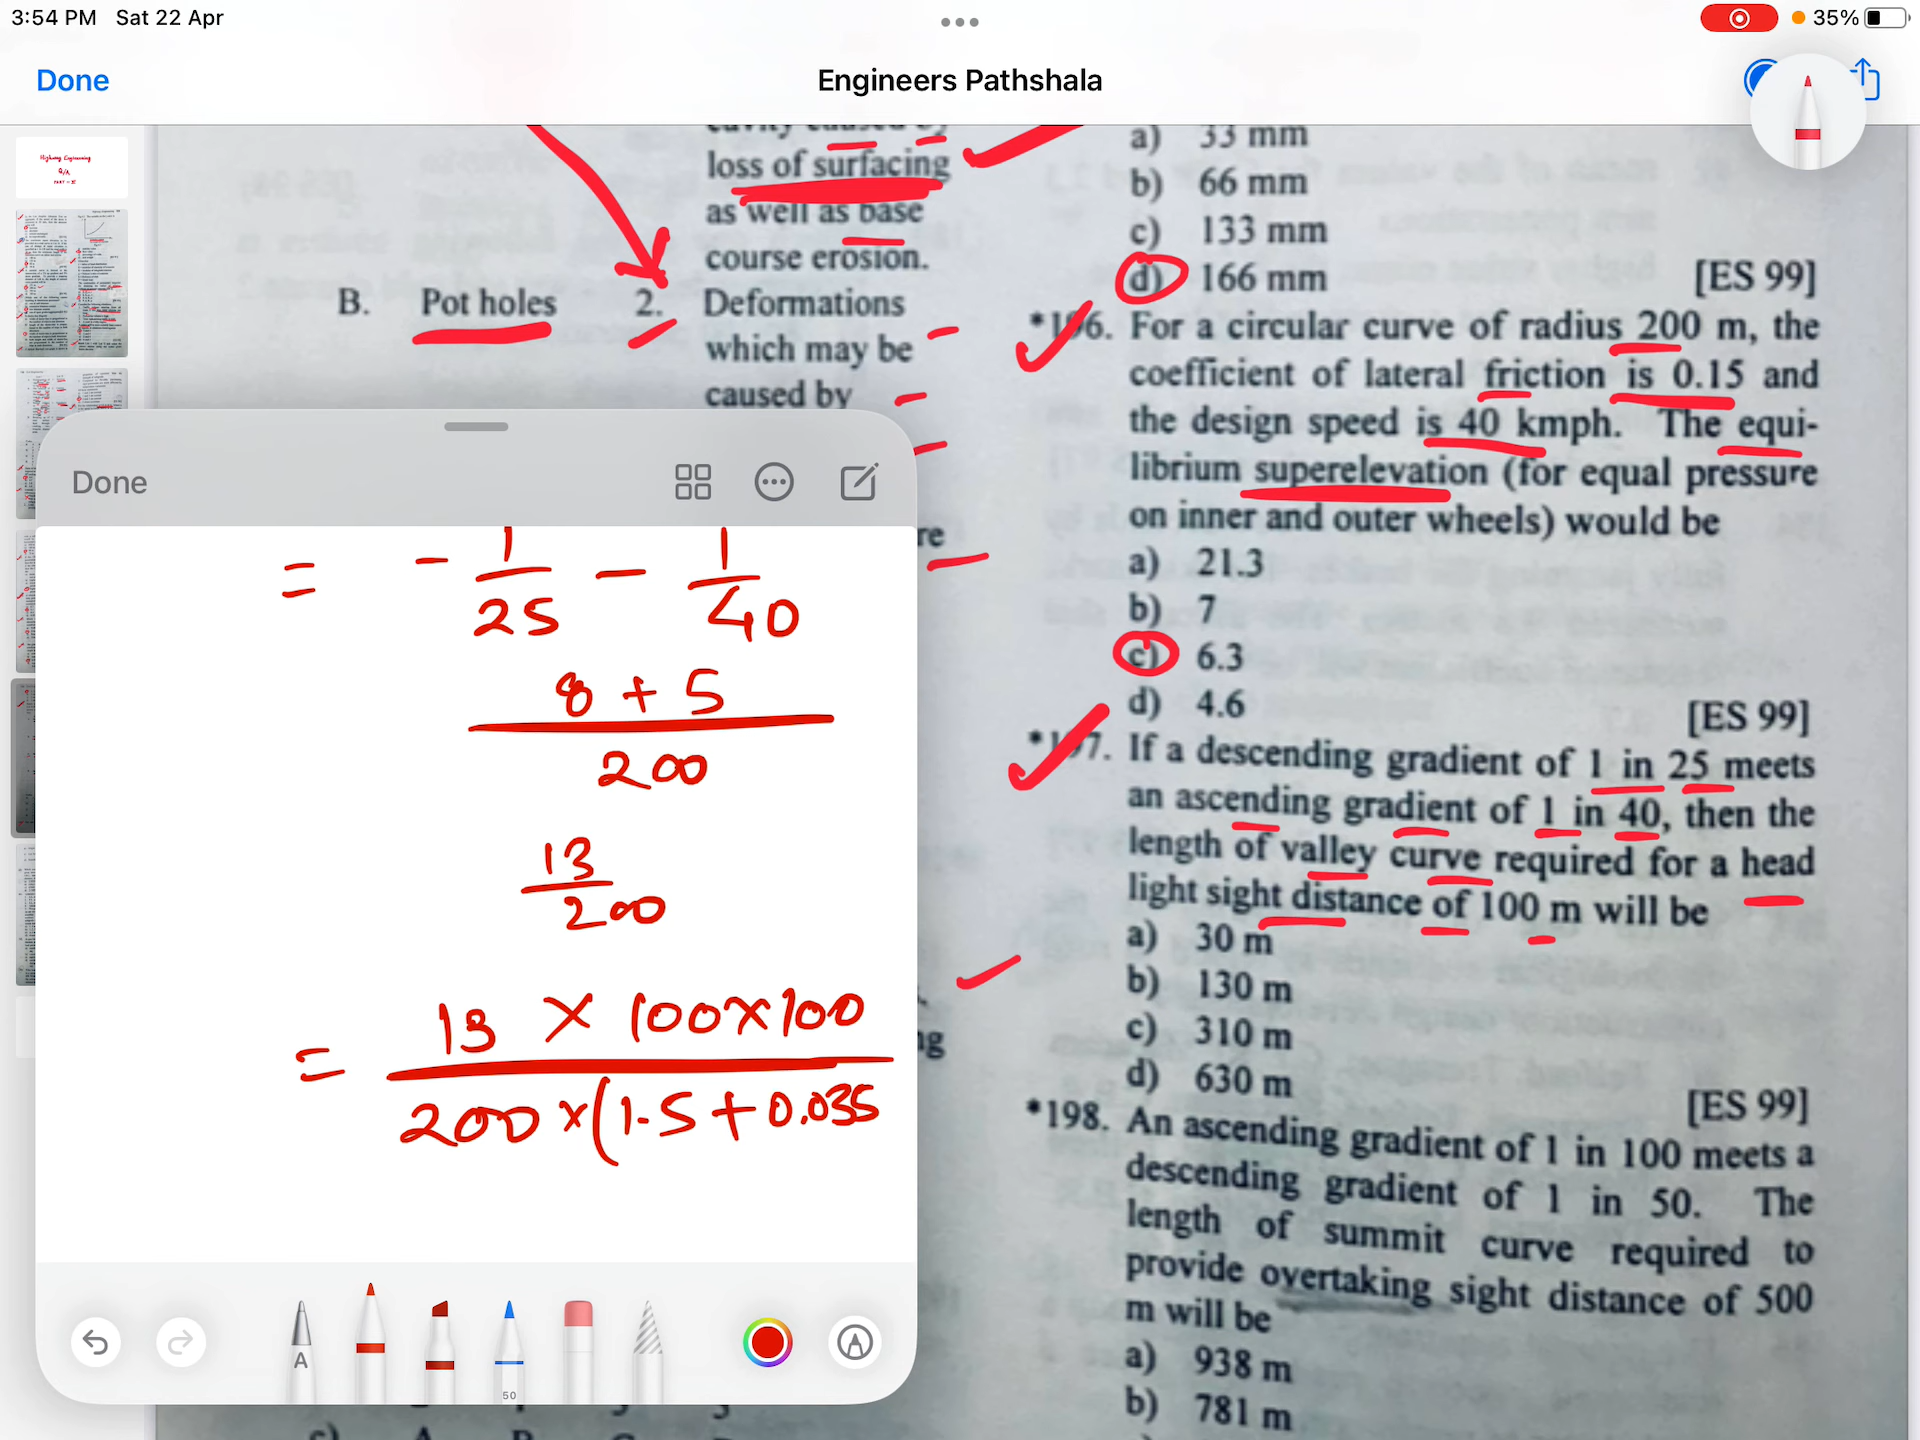 3:54 PM Sat 22 Apr
35%
Done
Engineers Pathshala
loss of surfacing
as well as base
course erosion.
B. Pot holes 2. Deformations
which may be
caused by
re
Done
= - 1/25 - 1/40
8 + 5
200
13
200
= 13 × 100×100
200 ×(1.5+0.035
A
50
a) 33 mm
b) 66 mm
c) 133 mm
d) 166 mm
[ES 99]
*196. For a circular curve of radius 200 m, the
coefficient of lateral friction is 0.15 and
the design speed is 40 kmph. The equi-
librium superelevation (for equal pressure
on inner and outer wheels) would be
a) 21.3
b) 7
c) 6.3
d) 4.6
[ES 99]
*197. If a descending gradient of 1 in 25 meets
an ascending gradient of 1 in 40, then the
length of valley curve required for a head
light sight distance of 100 m will be
a) 30 m
b) 130 m
c) 310 m
d) 630 m
[ES 99]
*198. An ascending gradient of 1 in 100 meets a
descending gradient of 1 in 50. The
length of summit curve required to
provide overtaking sight distance of 500
m will be
a) 938 m
b) 781 m